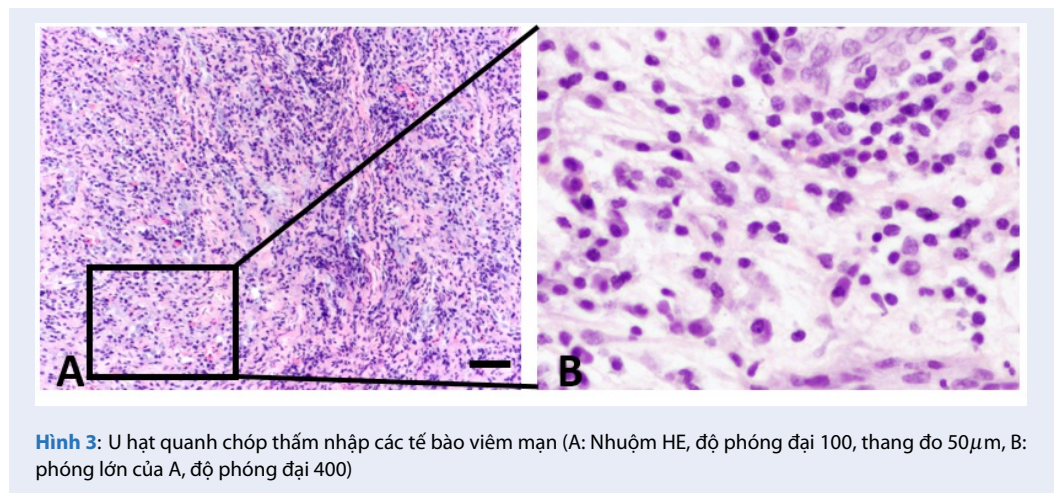 A
B
Hình 3: U hạt quanh chóp thấm nhập các tế bào viêm mạn (A: Nhuộm HE, độ phóng đại 100, thang đo 50μm, B:
phóng lớn của A, độ phóng đại 400)